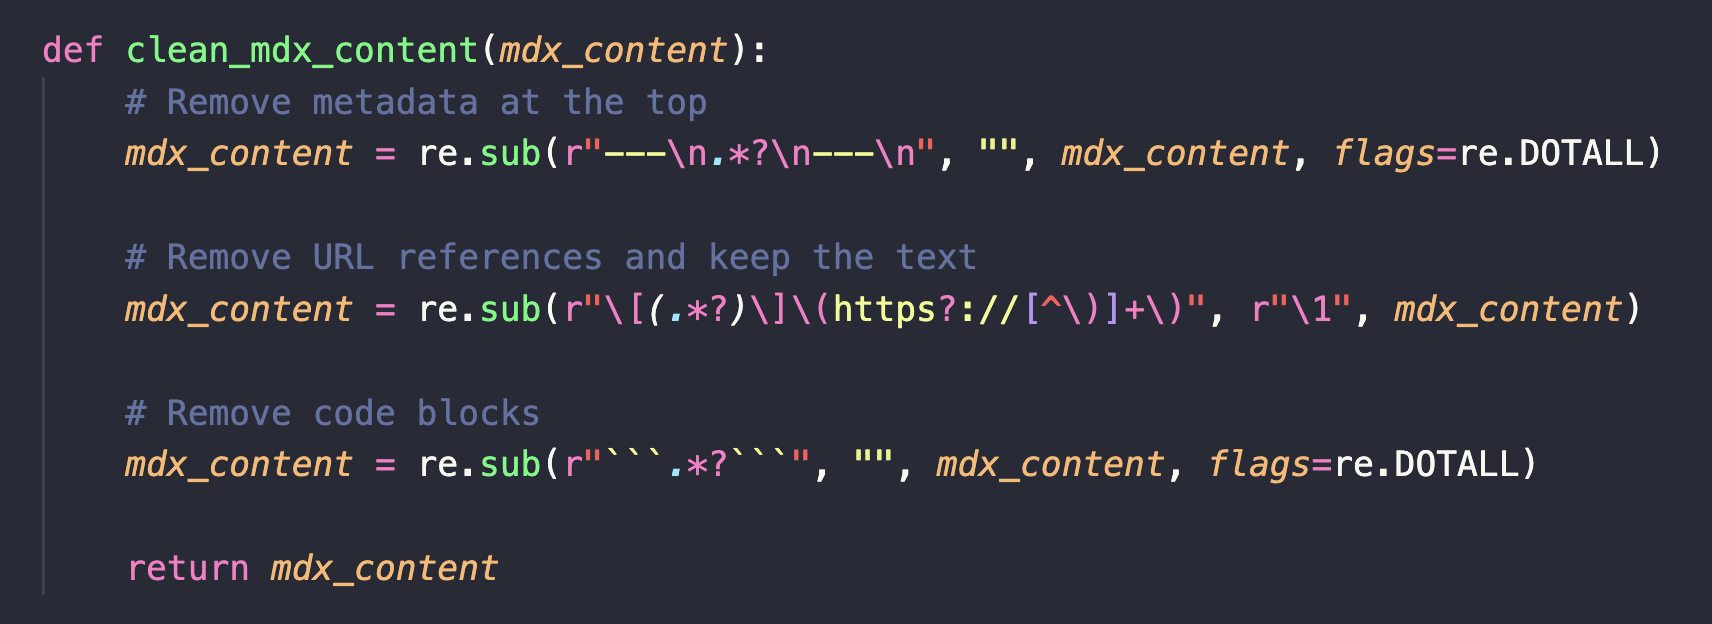 def clean_mdx_content(mdx_content):
    # Remove metadata at the top
    mdx_content = re.sub(r"---\n.*?\n---\n", "", mdx_content, flags=re.DOTALL)

    # Remove URL references and keep the text
    mdx_content = re.sub(r"\[(.*?)\]\(https?://[^\)]+\)", r"\1", mdx_content)

    # Remove code blocks
    mdx_content = re.sub(r"```.*?```", "", mdx_content, flags=re.DOTALL)

    return mdx_content